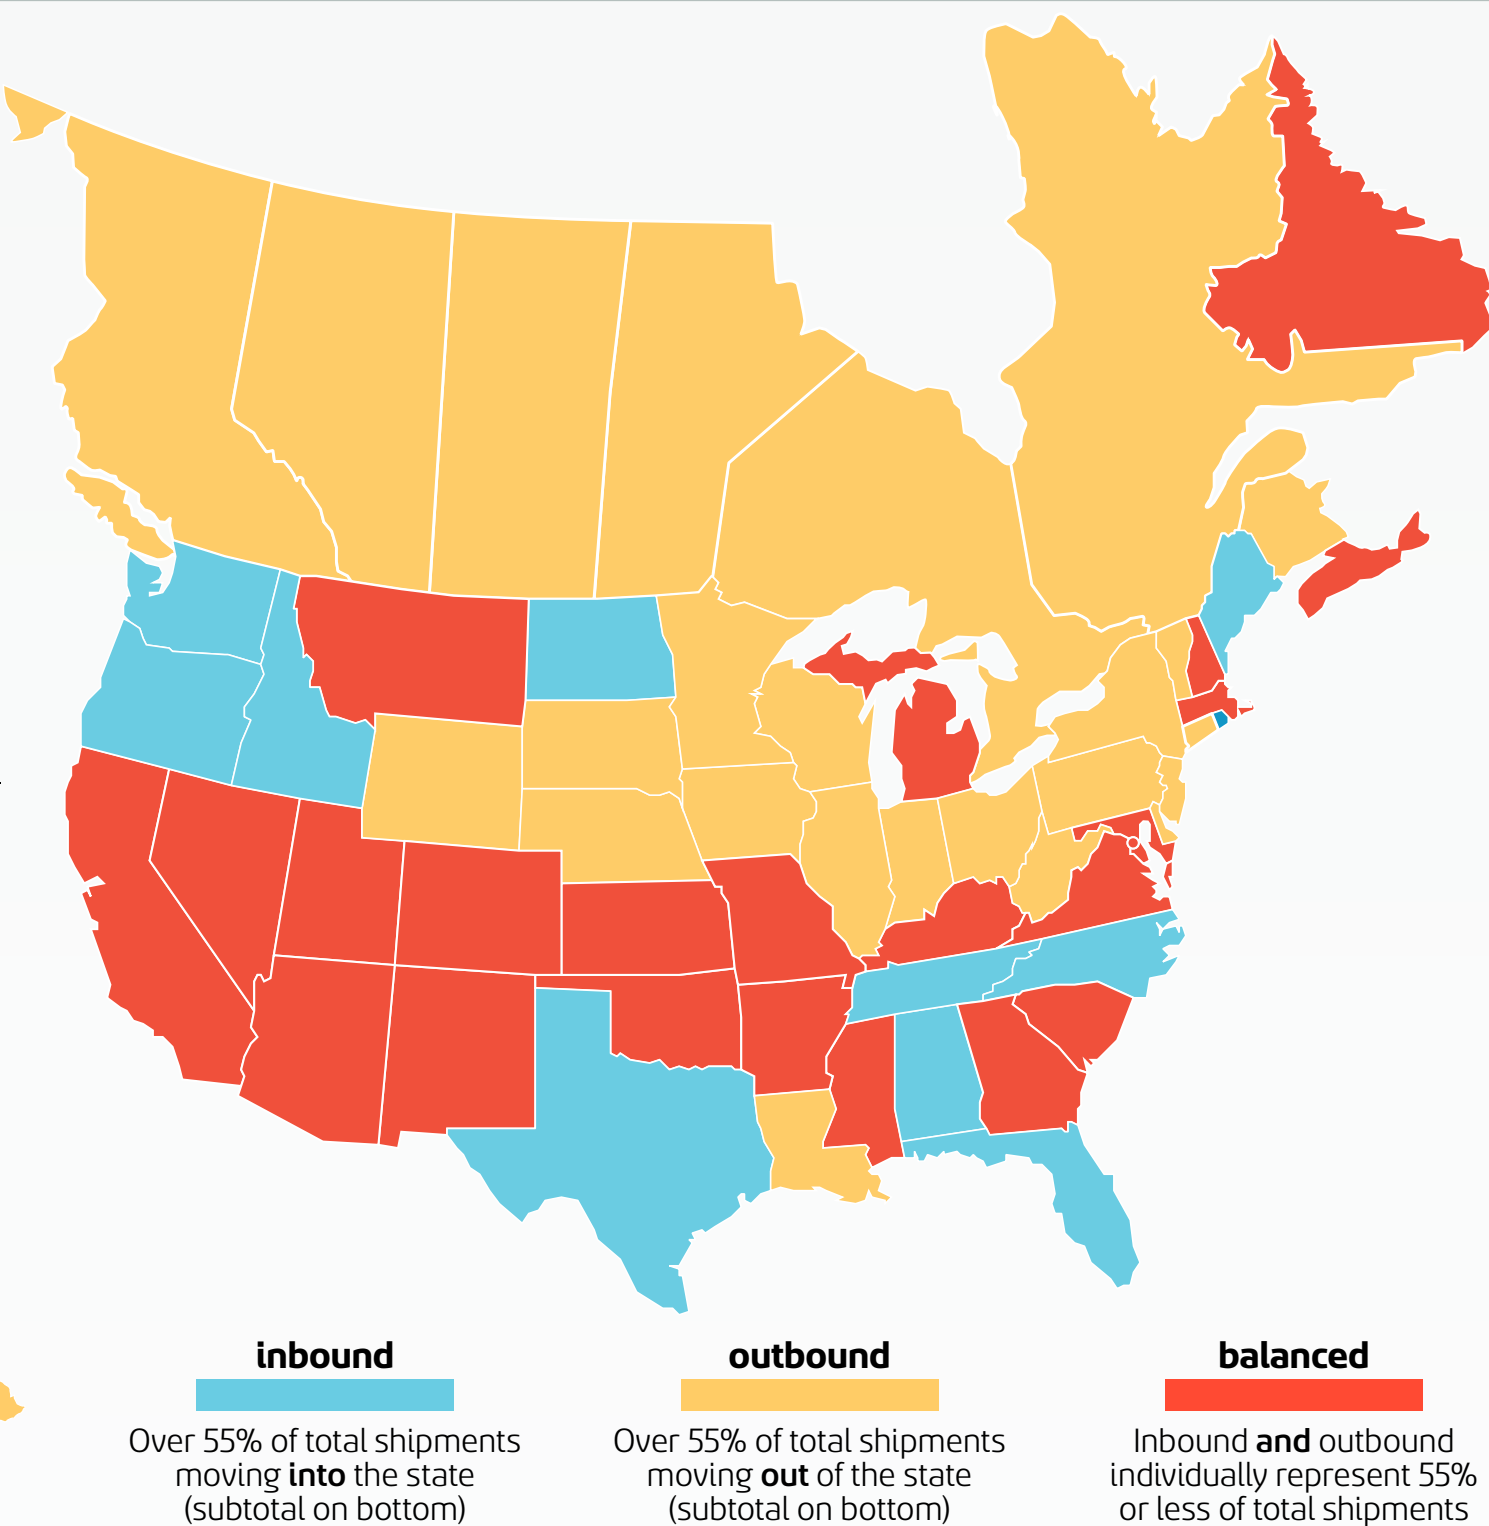 inbound
Over 55% of total shipments
moving into the state
(subtotal on bottom)
outbound
Over 55% of total shipments
moving out of the state
(subtotal on bottom)
balanced
Inbound and outbound
individually represent 55%
or less of total shipments